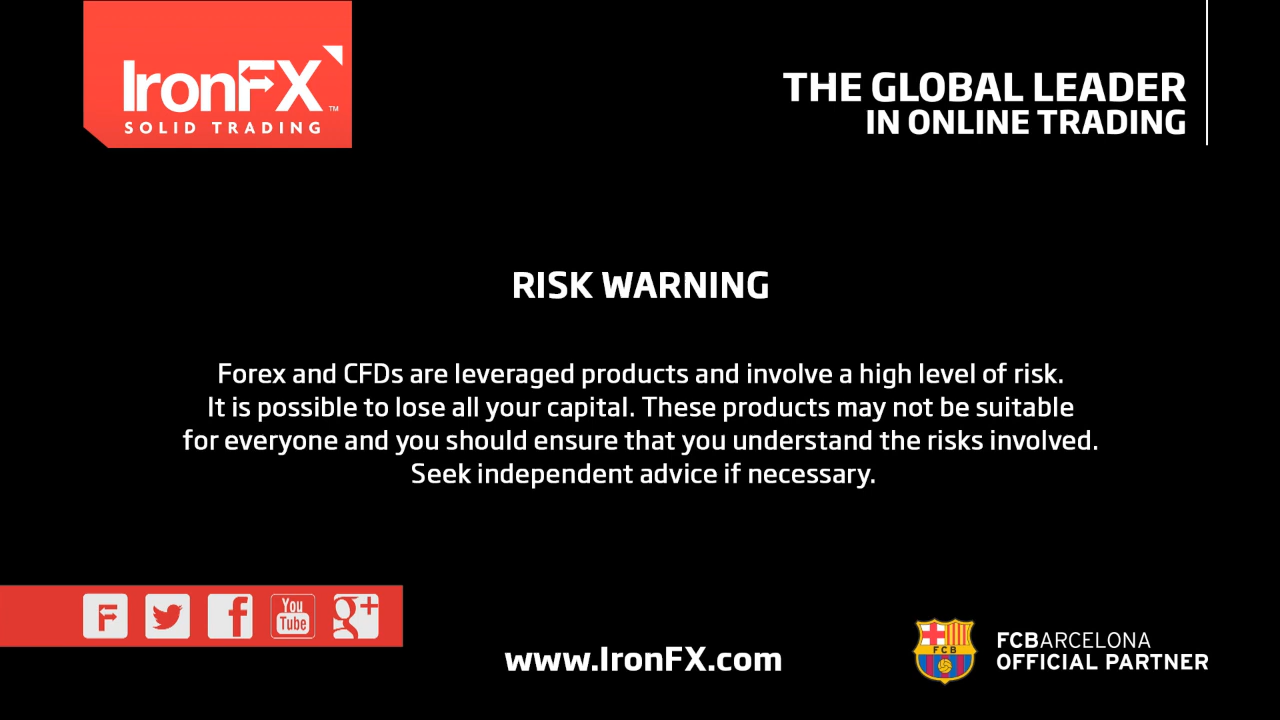 IronFX
TM
SOLID TRADING
THE GLOBAL LEADER
IN ONLINE TRADING
RISK WARNING
Forex and CFDs are leveraged products and involve a high level of risk.
It is possible to lose all your capital. These products may not be suitable
for everyone and you should ensure that you understand the risks involved.
Seek independent advice if necessary.
F
f
You
Tube
g+
www.IronFX.com
FCB
FCBARCELONA
OFFICIAL PARTNER